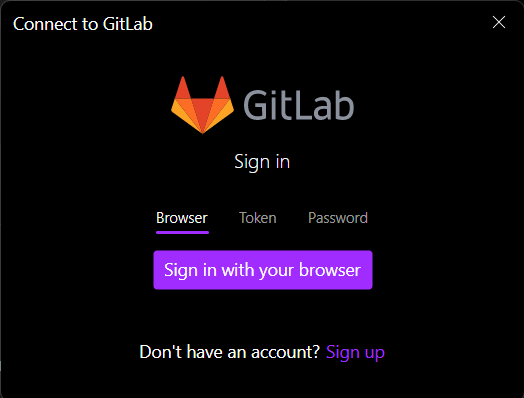 Connect to GitLab
GitLab
Sign in
Browser Token Password
Sign in with your browser
Don't have an account? Sign up